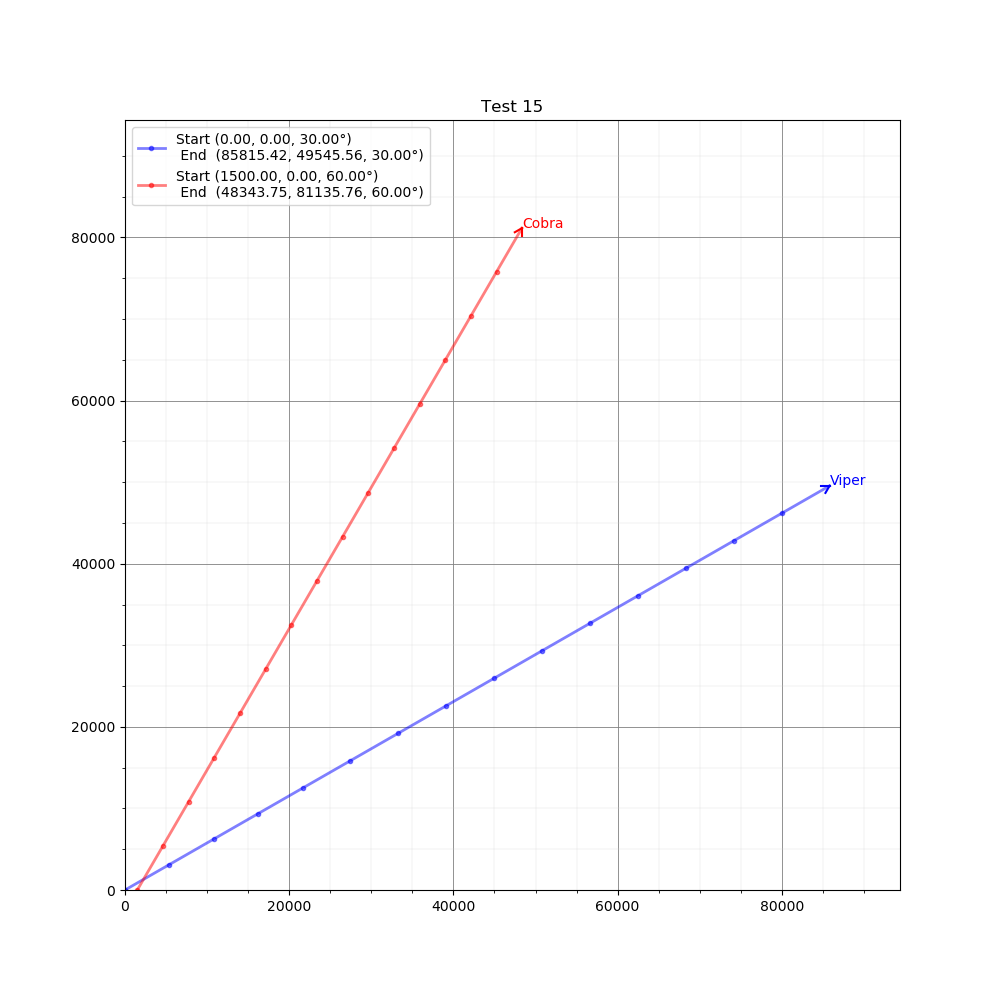 Test 15
Start (0.00, 0.00, 30.00°)
End (85815.42, 49545.56, 30.00°)
Start (1500.00, 0.00, 60.00°)
End (48343.75, 81135.76, 60.00°)
Cobra
Viper
80000
60000
40000
20000
0
0 20000 40000 60000 80000